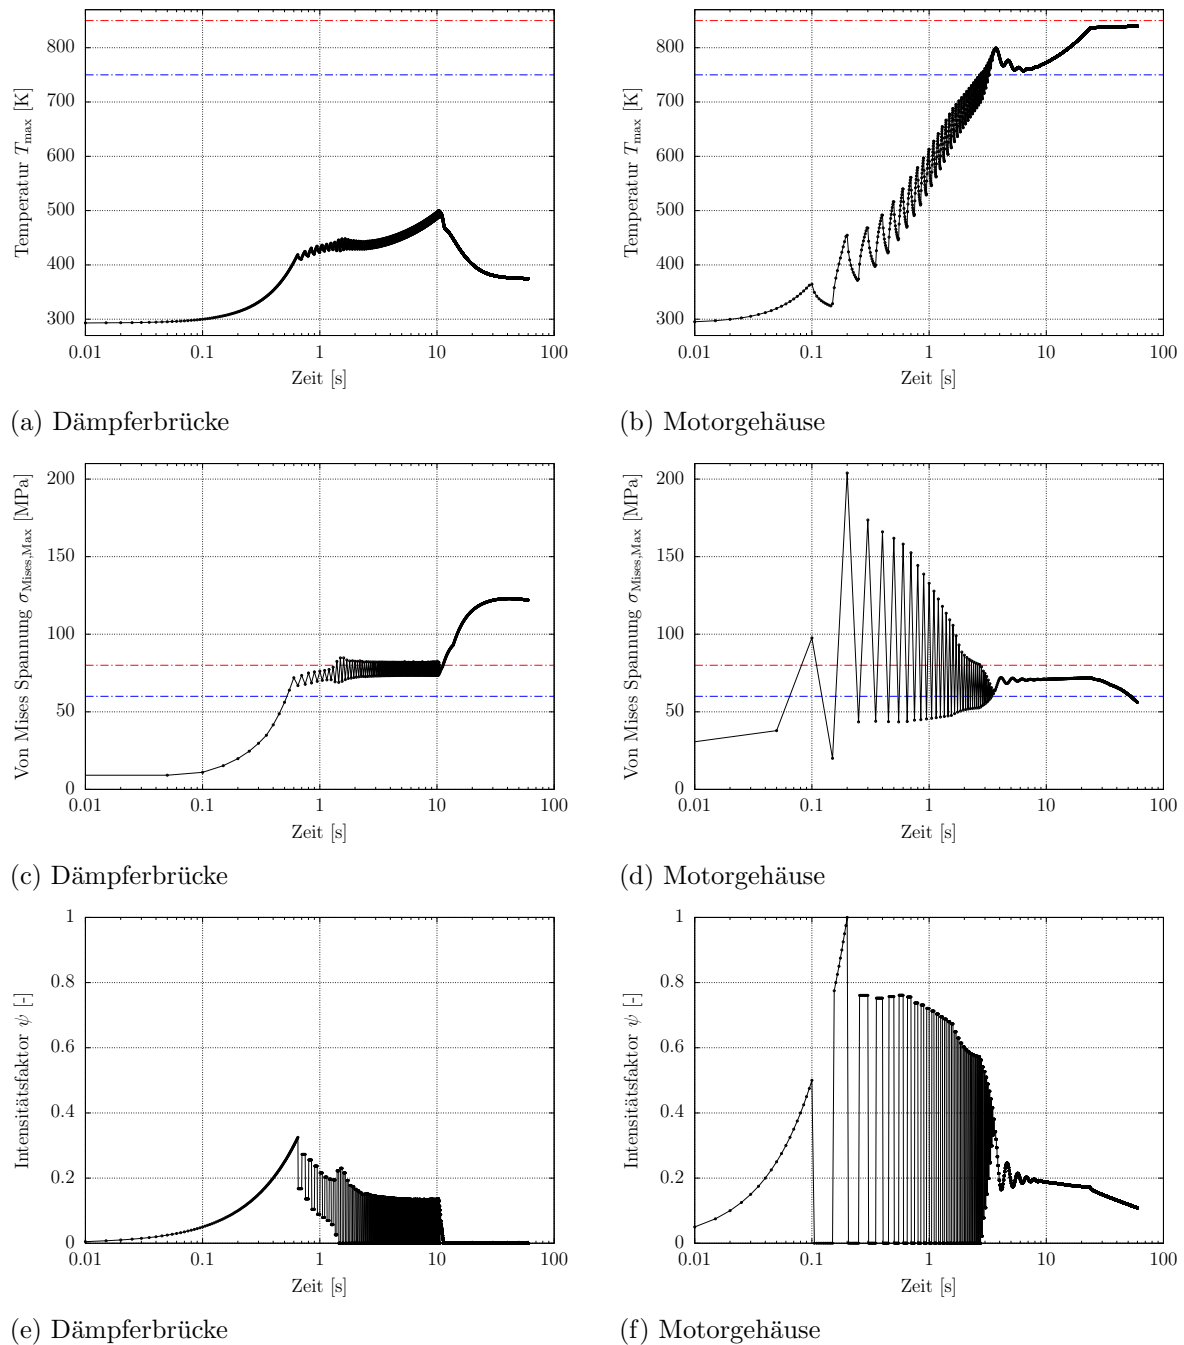 800
700
600
500
400
300
Temperatur T_max [K]
0.01 0.1 1 10 100
Zeit [s]
(a) Dämpferbrücke
800
700
600
500
400
300
Temperatur T_max [K]
0.01 0.1 1 10 100
Zeit [s]
(b) Motorgehäuse
200
150
100
50
0
Von Mises Spannung σ_Mises,Max [MPa]
0.01 0.1 1 10 100
Zeit [s]
(c) Dämpferbrücke
200
150
100
50
0
Von Mises Spannung σ_Mises,Max [MPa]
0.01 0.1 1 10 100
Zeit [s]
(d) Motorgehäuse
1
0.8
0.6
0.4
0.2
0
Intensitätsfaktor ψ [-]
0.01 0.1 1 10 100
Zeit [s]
(e) Dämpferbrücke
1
0.8
0.6
0.4
0.2
0
Intensitätsfaktor ψ [-]
0.01 0.1 1 10 100
Zeit [s]
(f) Motorgehäuse